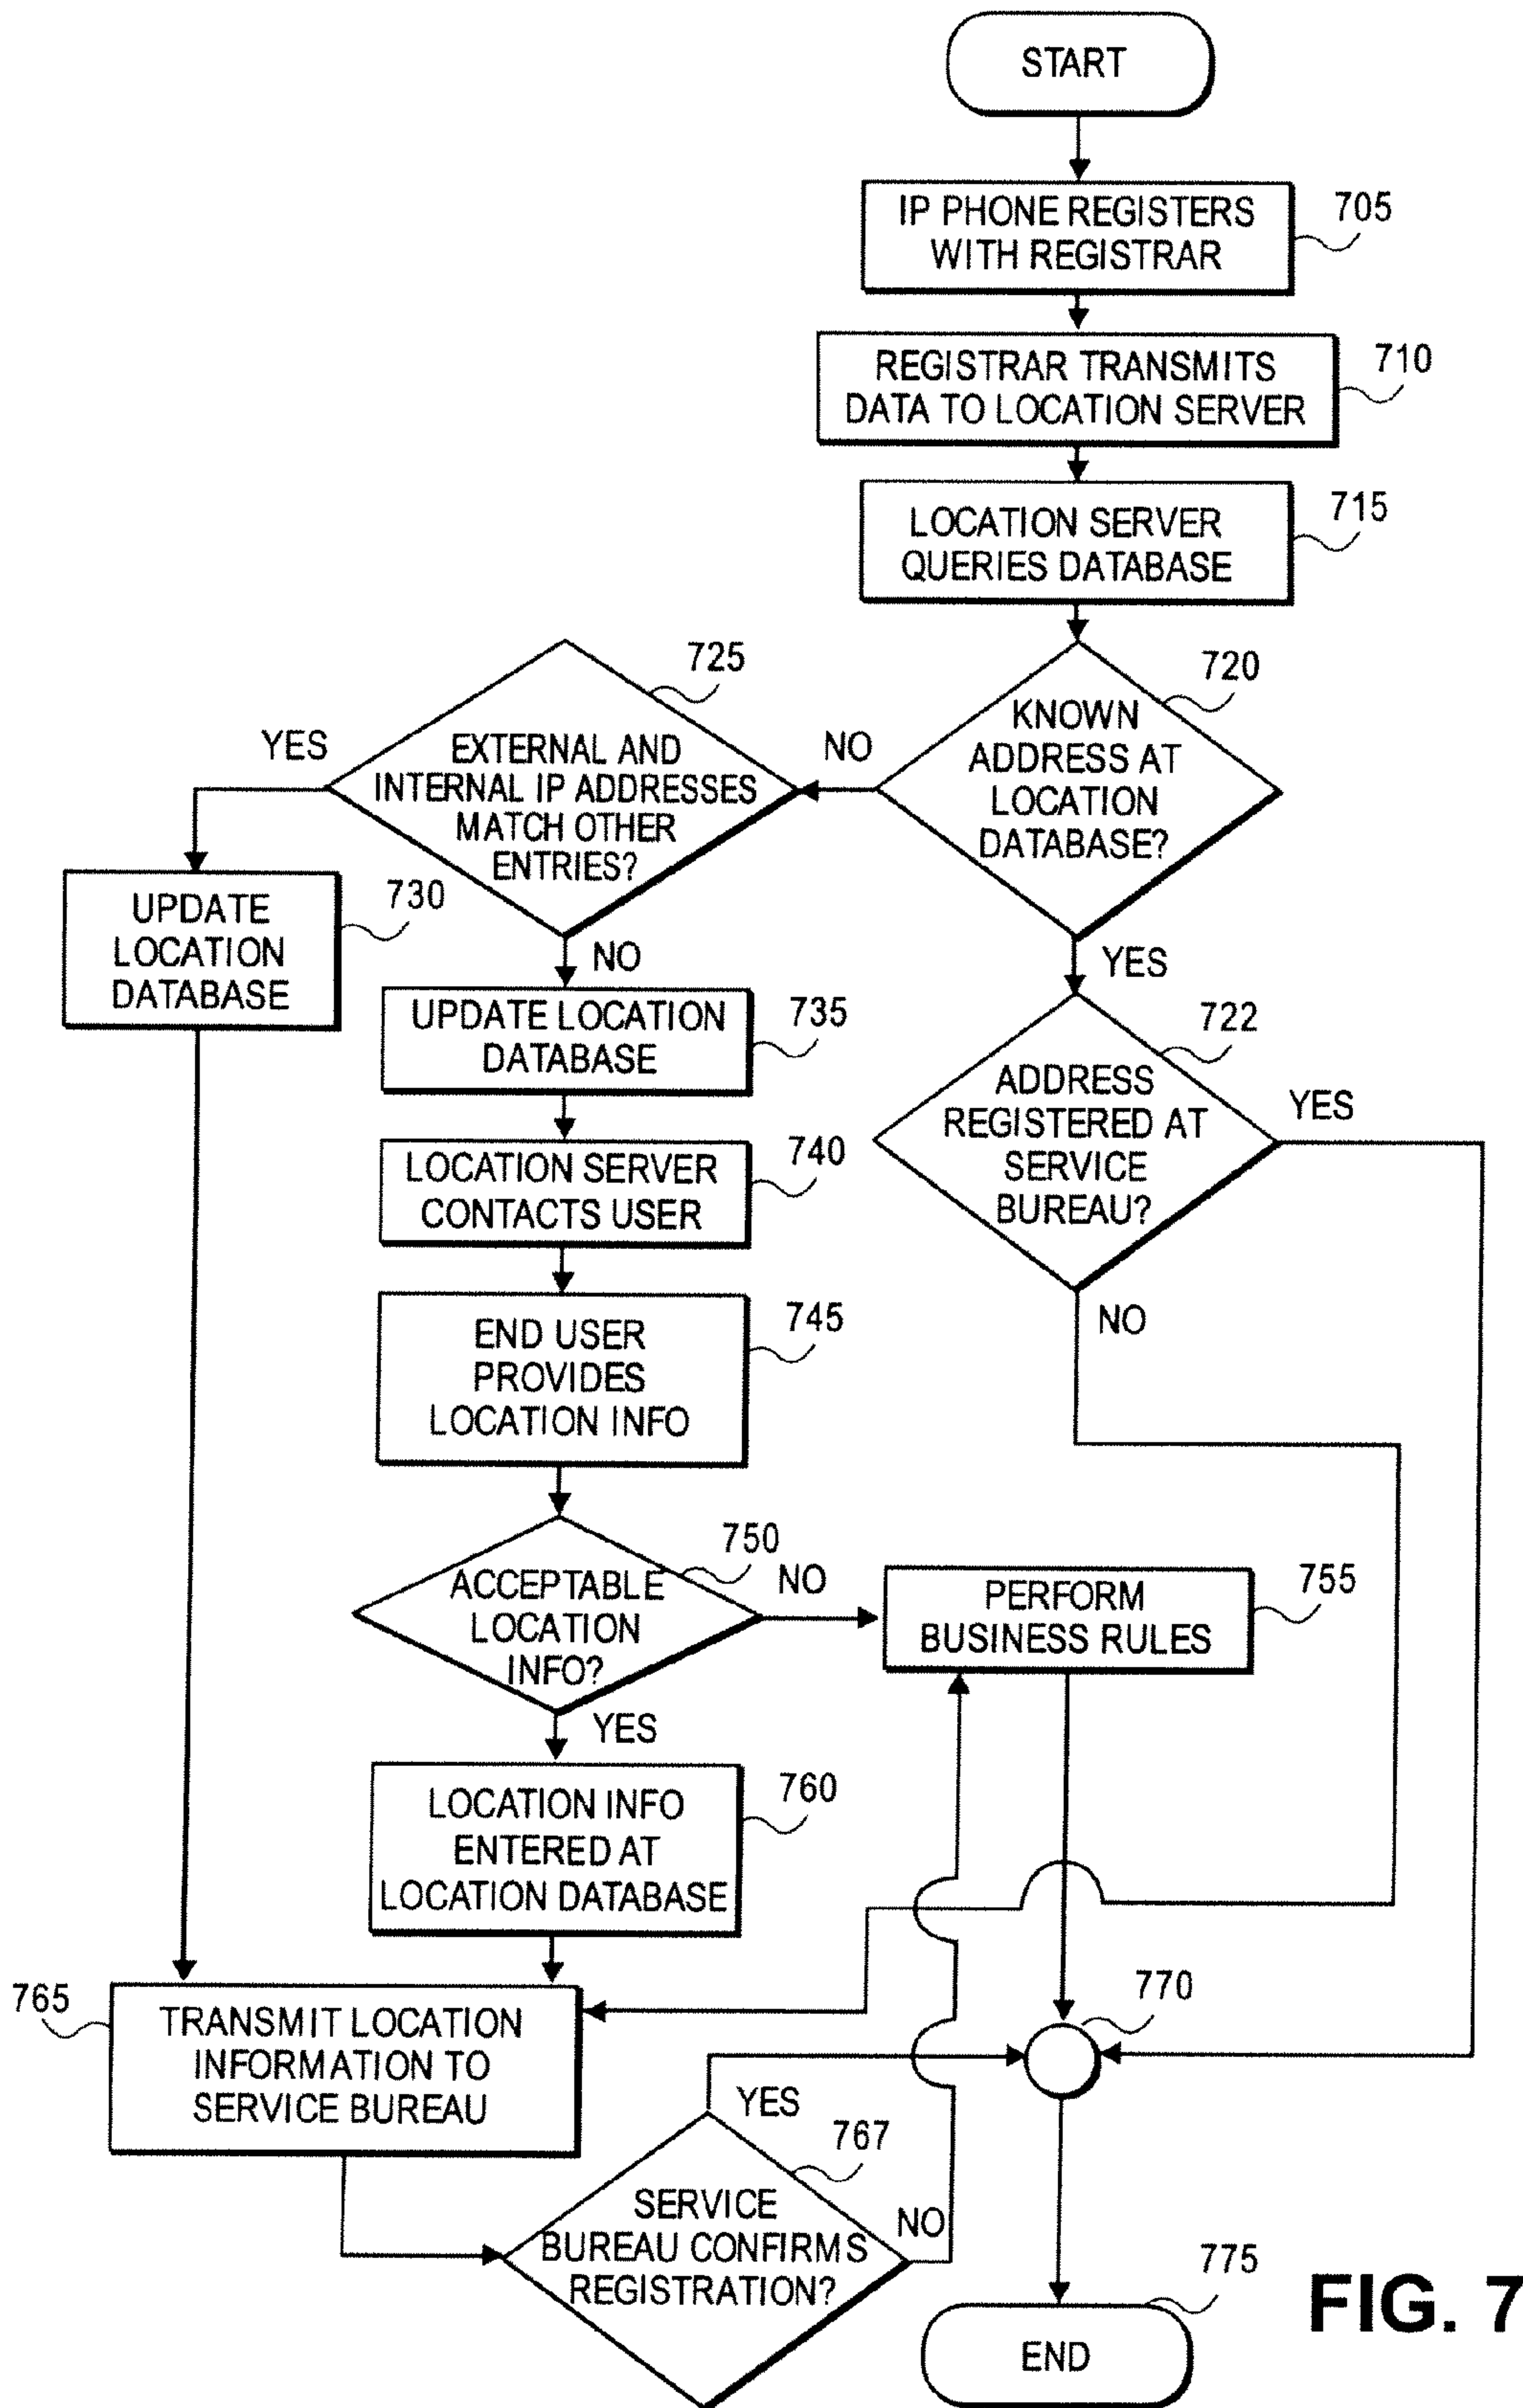 START
IP PHONE REGISTERS
WITH REGISTRAR
705
REGISTRAR TRANSMITS
DATA TO LOCATION SERVER
710
LOCATION SERVER
QUERIES DATABASE
715
KNOWN
ADDRESS AT
LOCATION
DATABASE?
720
NO
YES
EXTERNAL AND
INTERNAL IP ADDRESSES
MATCH OTHER
ENTRIES?
725
YES
NO
UPDATE
LOCATION
DATABASE
730
UPDATE LOCATION
DATABASE
735
ADDRESS
REGISTERED AT
SERVICE
BUREAU?
722
YES
NO
LOCATION SERVER
CONTACTS USER
740
END USER
PROVIDES
LOCATION INFO
745
ACCEPTABLE
LOCATION
INFO?
750
NO
YES
PERFORM
BUSINESS RULES
755
LOCATION INFO
ENTERED AT
LOCATION DATABASE
760
765
TRANSMIT LOCATION
INFORMATION TO
SERVICE BUREAU
770
YES
767
SERVICE
BUREAU CONFIRMS
REGISTRATION?
NO
775
END
FIG. 7